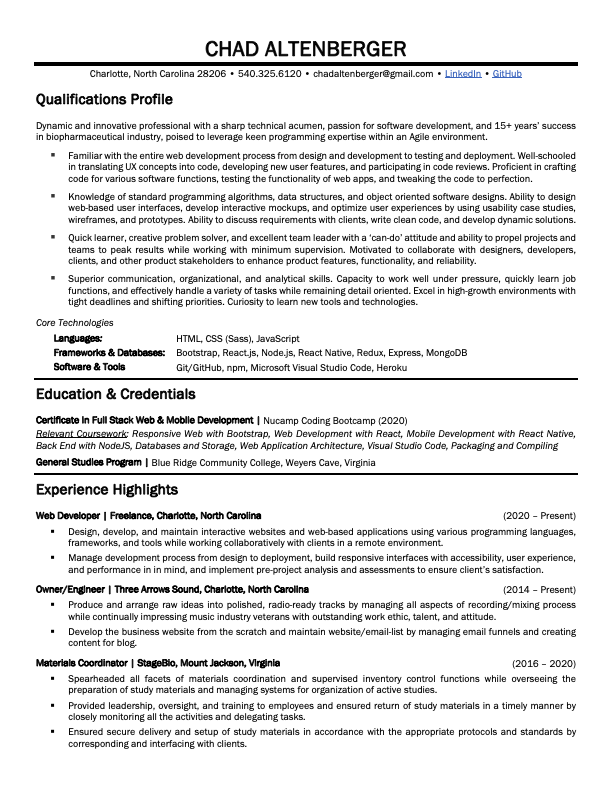 CHAD ALTENBERGER
Charlotte, North Carolina 28206 • 540.325.6120 • chadaltenberger@gmail.com • LinkedIn • GitHub
Qualifications Profile
Dynamic and innovative professional with a sharp technical acumen, passion for software development, and 15+ years’ success
in biopharmaceutical industry, poised to leverage keen programming expertise within an Agile environment.
▪ Familiar with the entire web development process from design and development to testing and deployment. Well-schooled
in translating UX concepts into code, developing new user features, and participating in code reviews. Proficient in crafting
code for various software functions, testing the functionality of web apps, and tweaking the code to perfection.
▪ Knowledge of standard programming algorithms, data structures, and object oriented software designs. Ability to design
web-based user interfaces, develop interactive mockups, and optimize user experiences by using usability case studies,
wireframes, and prototypes. Ability to discuss requirements with clients, write clean code, and develop dynamic solutions.
▪ Quick learner, creative problem solver, and excellent team leader with a ‘can-do’ attitude and ability to propel projects and
teams to peak results while working with minimum supervision. Motivated to collaborate with designers, developers,
clients, and other product stakeholders to enhance product features, functionality, and reliability.
▪ Superior communication, organizational, and analytical skills. Capacity to work well under pressure, quickly learn job
functions, and effectively handle a variety of tasks while remaining detail oriented. Excel in high-growth environments with
tight deadlines and shifting priorities. Curiosity to learn new tools and technologies.
Core Technologies
Languages: HTML, CSS (Sass), JavaScript
Frameworks & Databases: Bootstrap, React.js, Node.js, React Native, Redux, Express, MongoDB
Software & Tools Git/GitHub, npm, Microsoft Visual Studio Code, Heroku
Education & Credentials
Certificate in Full Stack Web & Mobile Development | Nucamp Coding Bootcamp (2020)
Relevant Coursework: Responsive Web with Bootstrap, Web Development with React, Mobile Development with React Native,
Back End with NodeJS, Databases and Storage, Web Application Architecture, Visual Studio Code, Packaging and Compiling
General Studies Program | Blue Ridge Community College, Weyers Cave, Virginia
Experience Highlights
Web Developer | Freelance, Charlotte, North Carolina (2020 – Present)
▪ Design, develop, and maintain interactive websites and web-based applications using various programming languages,
frameworks, and tools while working collaboratively with clients in a remote environment.
▪ Manage development process from design to deployment, build responsive interfaces with accessibility, user experience,
and performance in in mind, and implement pre-project analysis and assessments to ensure client’s satisfaction.
Owner/Engineer | Three Arrows Sound, Charlotte, North Carolina (2014 – Present)
▪ Produce and arrange raw ideas into polished, radio-ready tracks by managing all aspects of recording/mixing process
while continually impressing music industry veterans with outstanding work ethic, talent, and attitude.
▪ Develop the business website from the scratch and maintain website/email-list by managing email funnels and creating
content for blog.
Materials Coordinator | StageBio, Mount Jackson, Virginia (2016 – 2020)
▪ Spearheaded all facets of materials coordination and supervised inventory control functions while overseeing the
preparation of study materials and managing systems for organization of active studies.
▪ Provided leadership, oversight, and training to employees and ensured return of study materials in a timely manner by
closely monitoring all the activities and delegating tasks.
▪ Ensured secure delivery and setup of study materials in accordance with the appropriate protocols and standards by
corresponding and interfacing with clients.